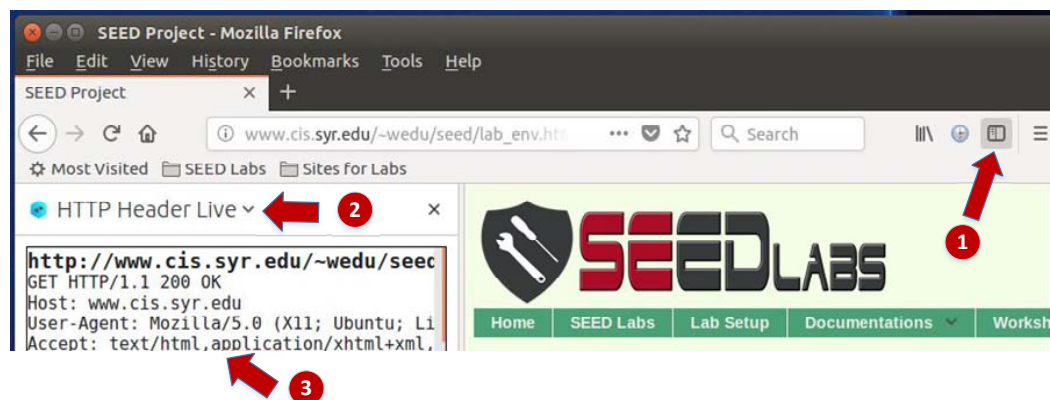 SEED Project - Mozilla Firefox
File Edit View History Bookmarks Tools Help
SEED Project × +
www.cis.syr.edu/~wedu/seed/lab_env.ht ••• Search
Most Visited SEED Labs Sites for Labs
1
HTTP Header Live 2 ×
SEEDLABS
http://www.cis.syr.edu/~wedu/seed
GET HTTP/1.1 200 OK
Host: www.cis.syr.edu
User-Agent: Mozilla/5.0 (X11; Ubuntu; Li
Accept: text/html,application/xhtml+xml,
Home SEED Labs Lab Setup Documentations Worksh
3